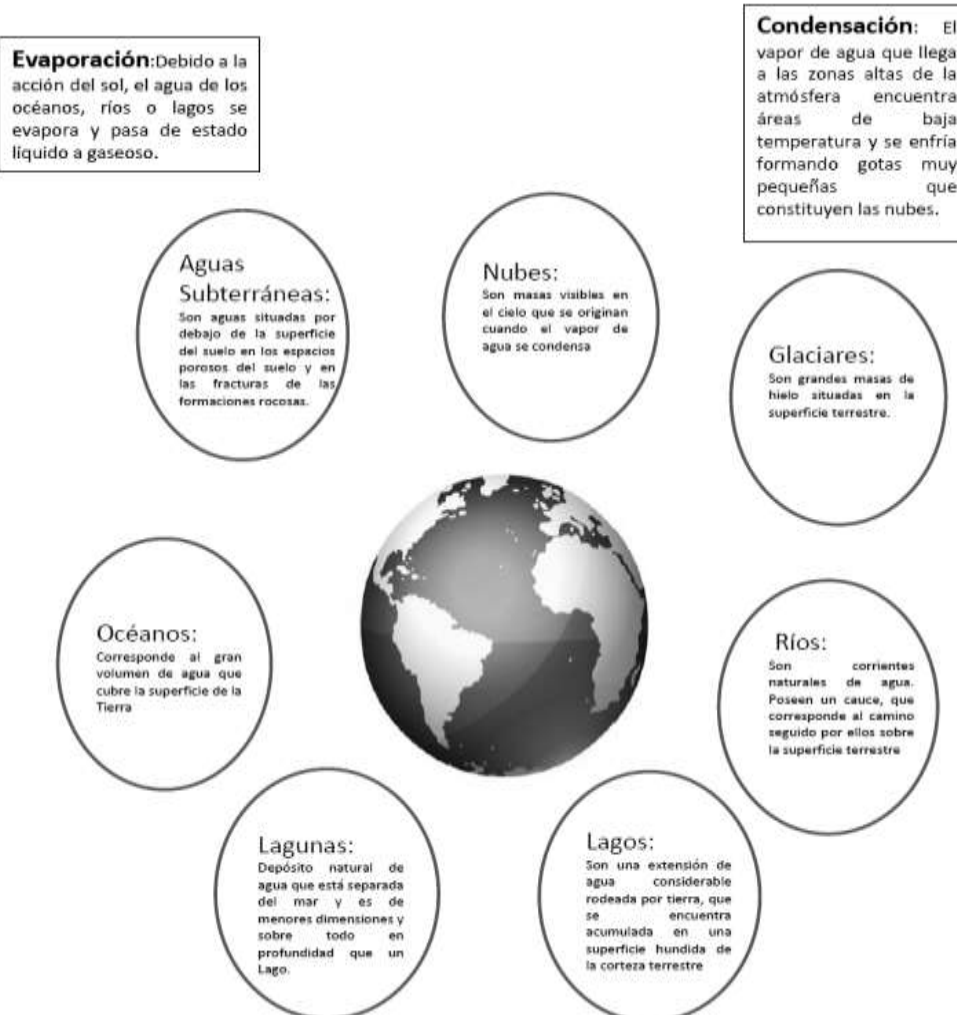 Evaporación:Debido a la
acción del sol, el agua de los
océanos, ríos o lagos se
evapora y pasa de estado
líquido a gaseoso.
Condensación: El
vapor de agua que llega
a las zonas altas de la
atmósfera encuentra
áreas de baja
temperatura y se enfría
formando gotas muy
pequeñas que
constituyen las nubes.
Aguas
Subterráneas:
Son aguas situadas por
debajo de la superficie
del suelo en los espacios
porosos del suelo y en
las fracturas de las
formaciones rocosas.
Nubes:
Son masas visibles en
el cielo que se originan
cuando el vapor de
agua se condensa
Glaciares:
Son grandes masas de
hielo situadas en la
superficie terrestre.
Océanos:
Corresponde al gran
volumen de agua que
cubre la superficie de la
Tierra
Ríos:
Son corrientes
naturales de agua.
Poseen un cauce, que
corresponde al camino
seguido por ellos sobre
la superficie terrestre
Lagunas:
Depósito natural de
agua que está separada
del mar y es de
menores dimensiones y
sobre todo en
profundidad que un
Lago.
Lagos:
Son una extensión de
agua considerable
rodeada por tierra, que
se encuentra
acumulada en una
superficie hundida de
la corteza terrestre